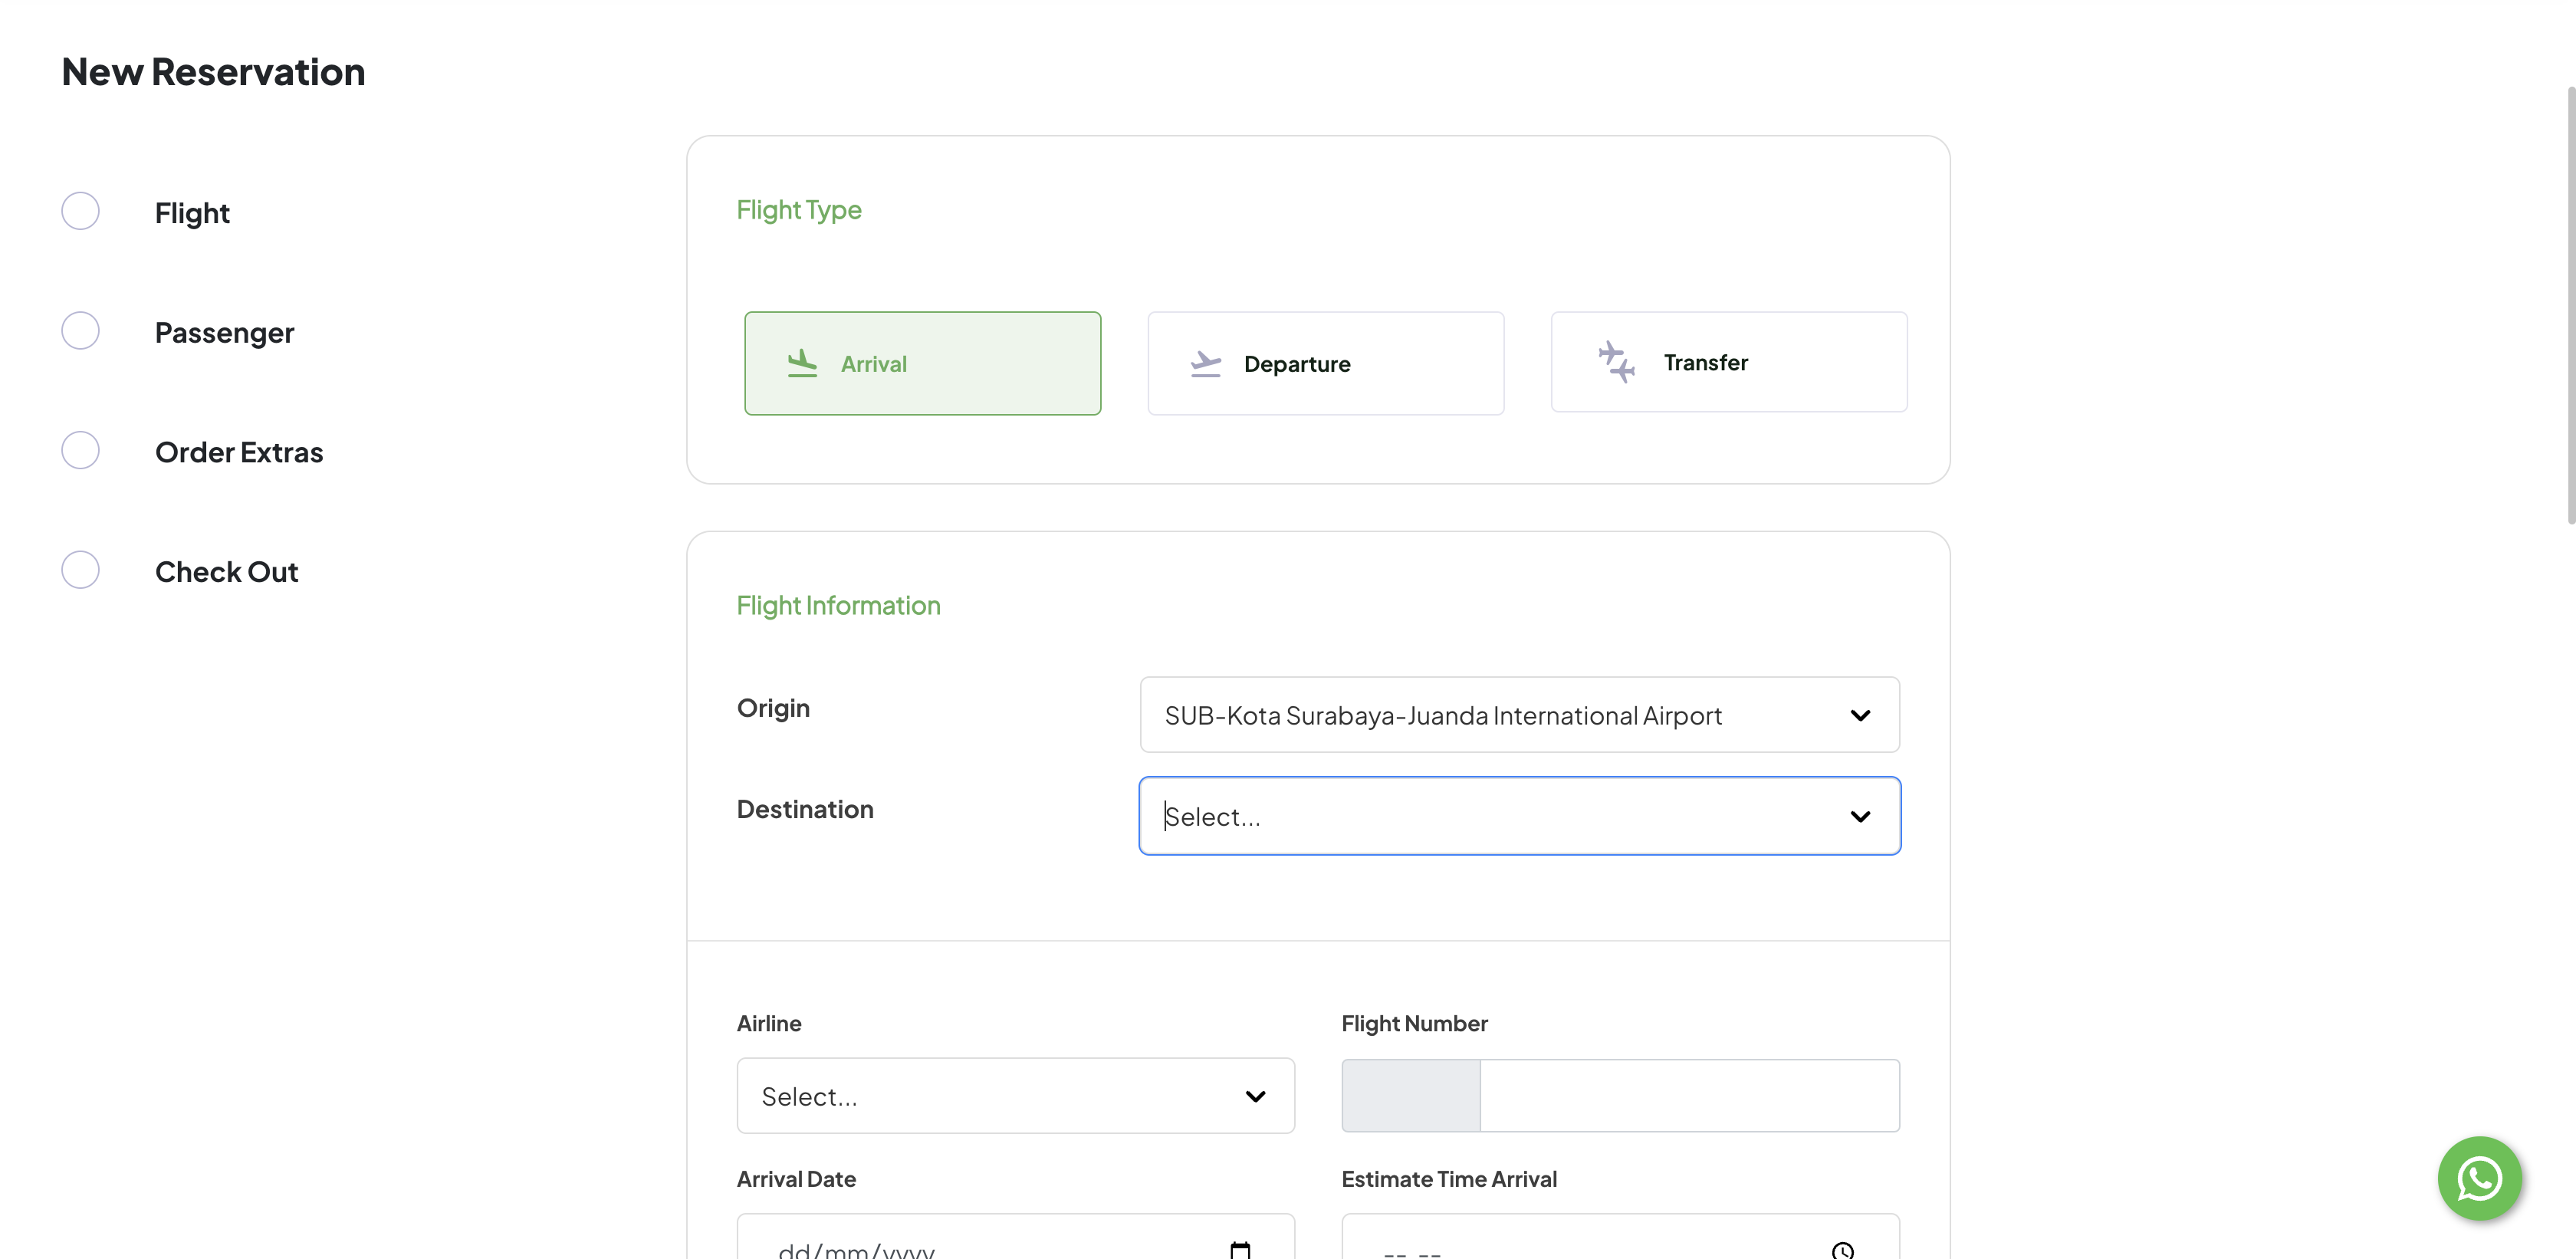 New Reservation
Flight
Passenger
Order Extras
Check Out
Flight Type
Arrival
Departure
Transfer
Flight Information
Origin
SUB-Kota Surabaya-Juanda International Airport
Destination
Select...
Airline
Flight Number
Select...
Arrival Date
Estimate Time Arrival
dd/mm/yyyy
--:--